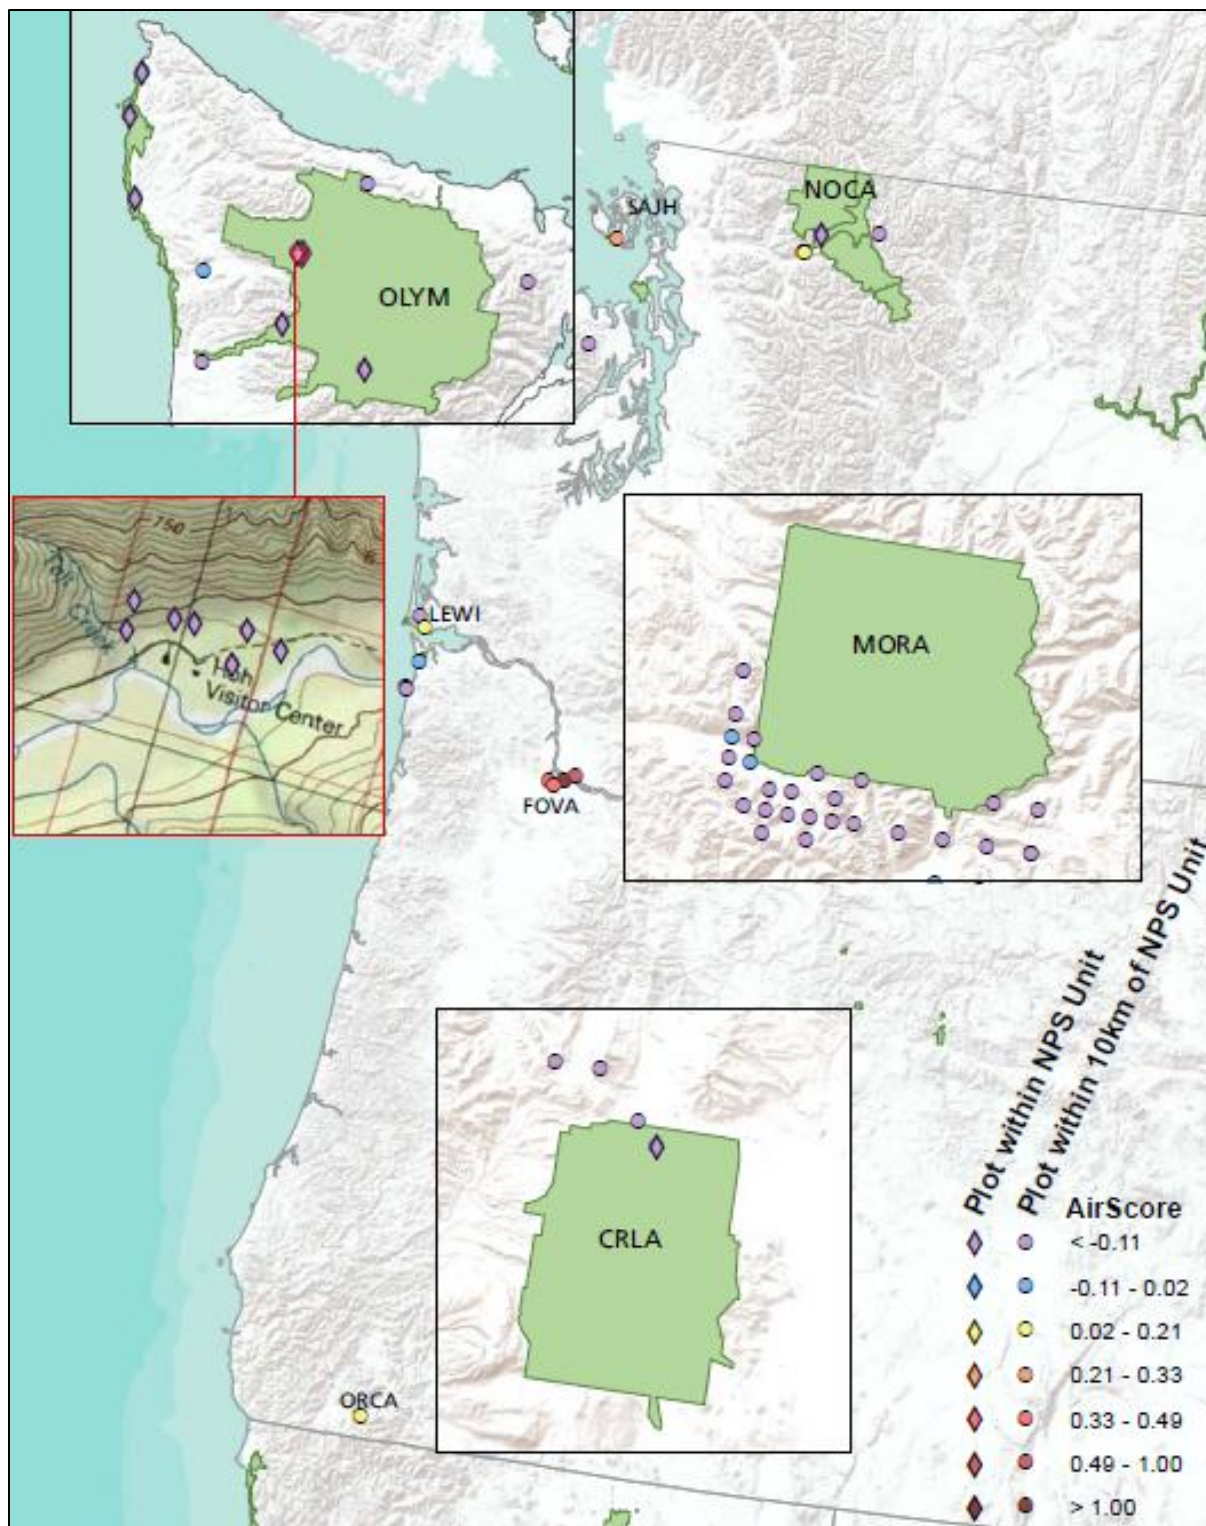 NOCA
SAJH
OLYM
750
6
LEWI
Hoh
Visitor Center
MORA
FOVA
Plot within NPS Unit
Plot within 10km of NPS Unit
CRLA
AirScore
< -0.11
-0.11 - 0.02
0.02 - 0.21
0.21 - 0.33
0.33 - 0.49
0.49 - 1.00
> 1.00
ORCA